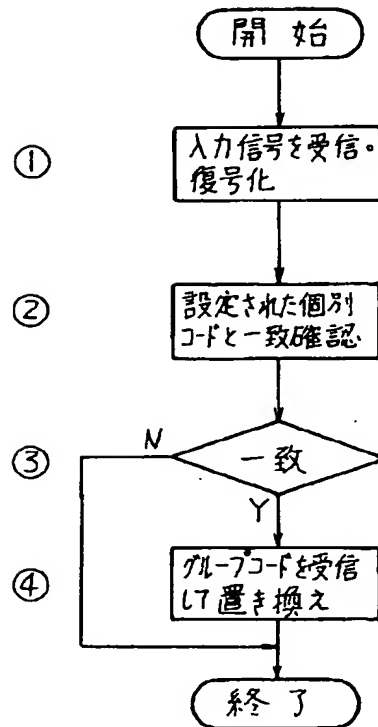 開始
① 入力信号を受信・
復号化
② 設定された個別
コードと一致確認
③ 一致
N
Y
④ グループコードを受信
して置き換え
終了